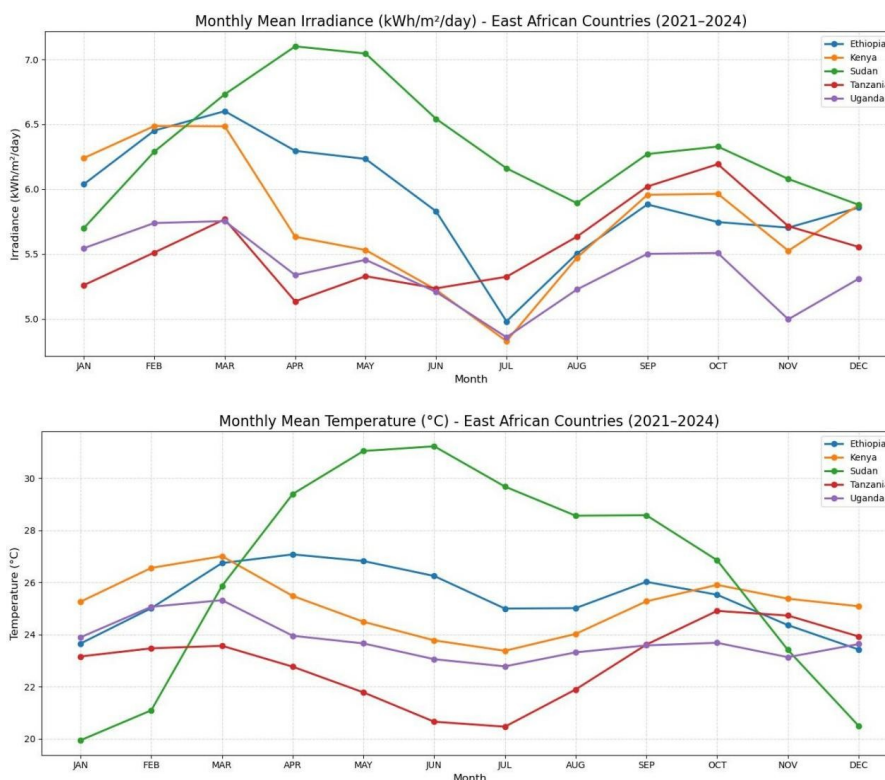 Monthly Mean Irradiance (kWh/m²/day) - East African Countries (2021–2024)
Ethiopia
Kenya
Sudan
Tanzania
Uganda
Irradiance (kWh/m²/day)
7.0
6.5
6.0
5.5
5.0
JAN FEB MAR APR MAY JUN JUL AUG SEP OCT NOV DEC
Month
Monthly Mean Temperature (°C) - East African Countries (2021–2024)
Ethiopia
Kenya
Sudan
Tanzania
Uganda
Temperature (°C)
30
28
26
24
22
20
JAN FEB MAR APR MAY JUN JUL AUG SEP OCT NOV DEC
Month